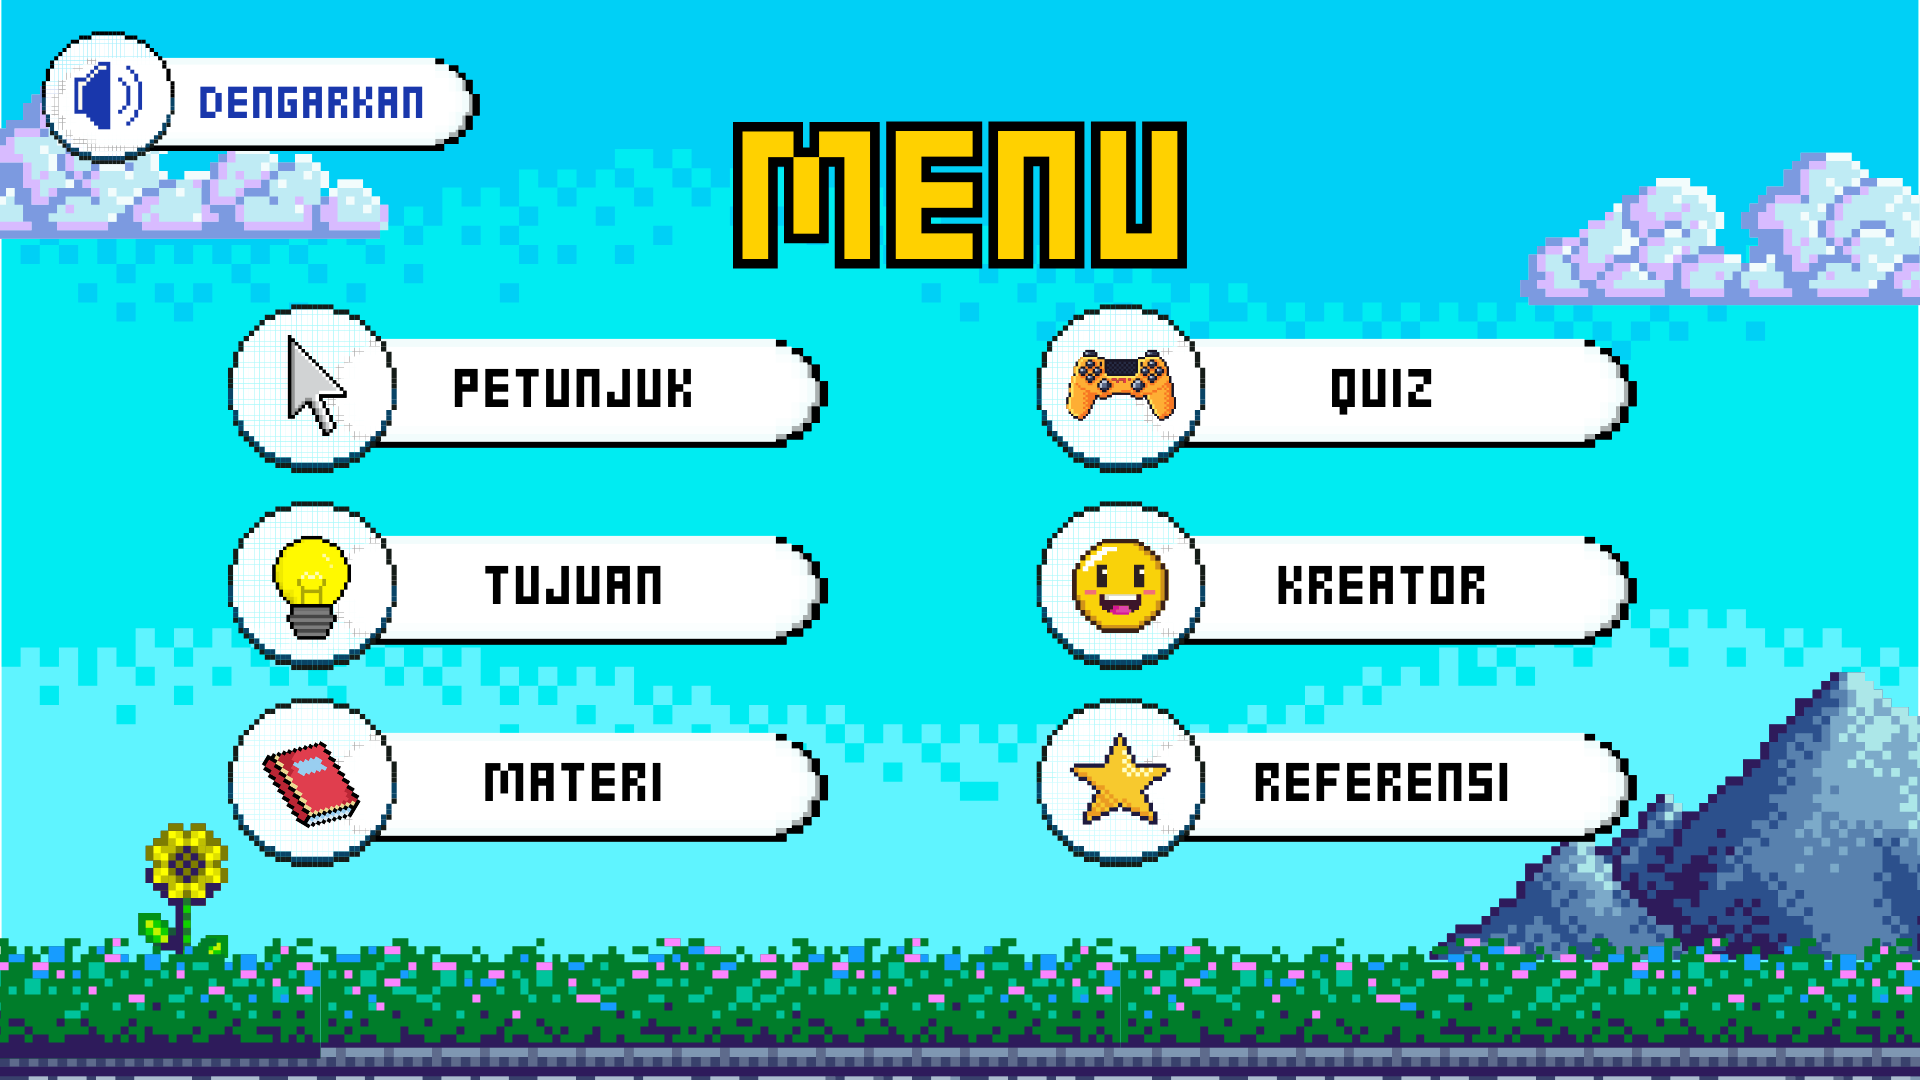 DENGARKAN
MENU
PETUNJUK
QUIZ
TUJUAN
KREATOR
MATERI
REFERENSI